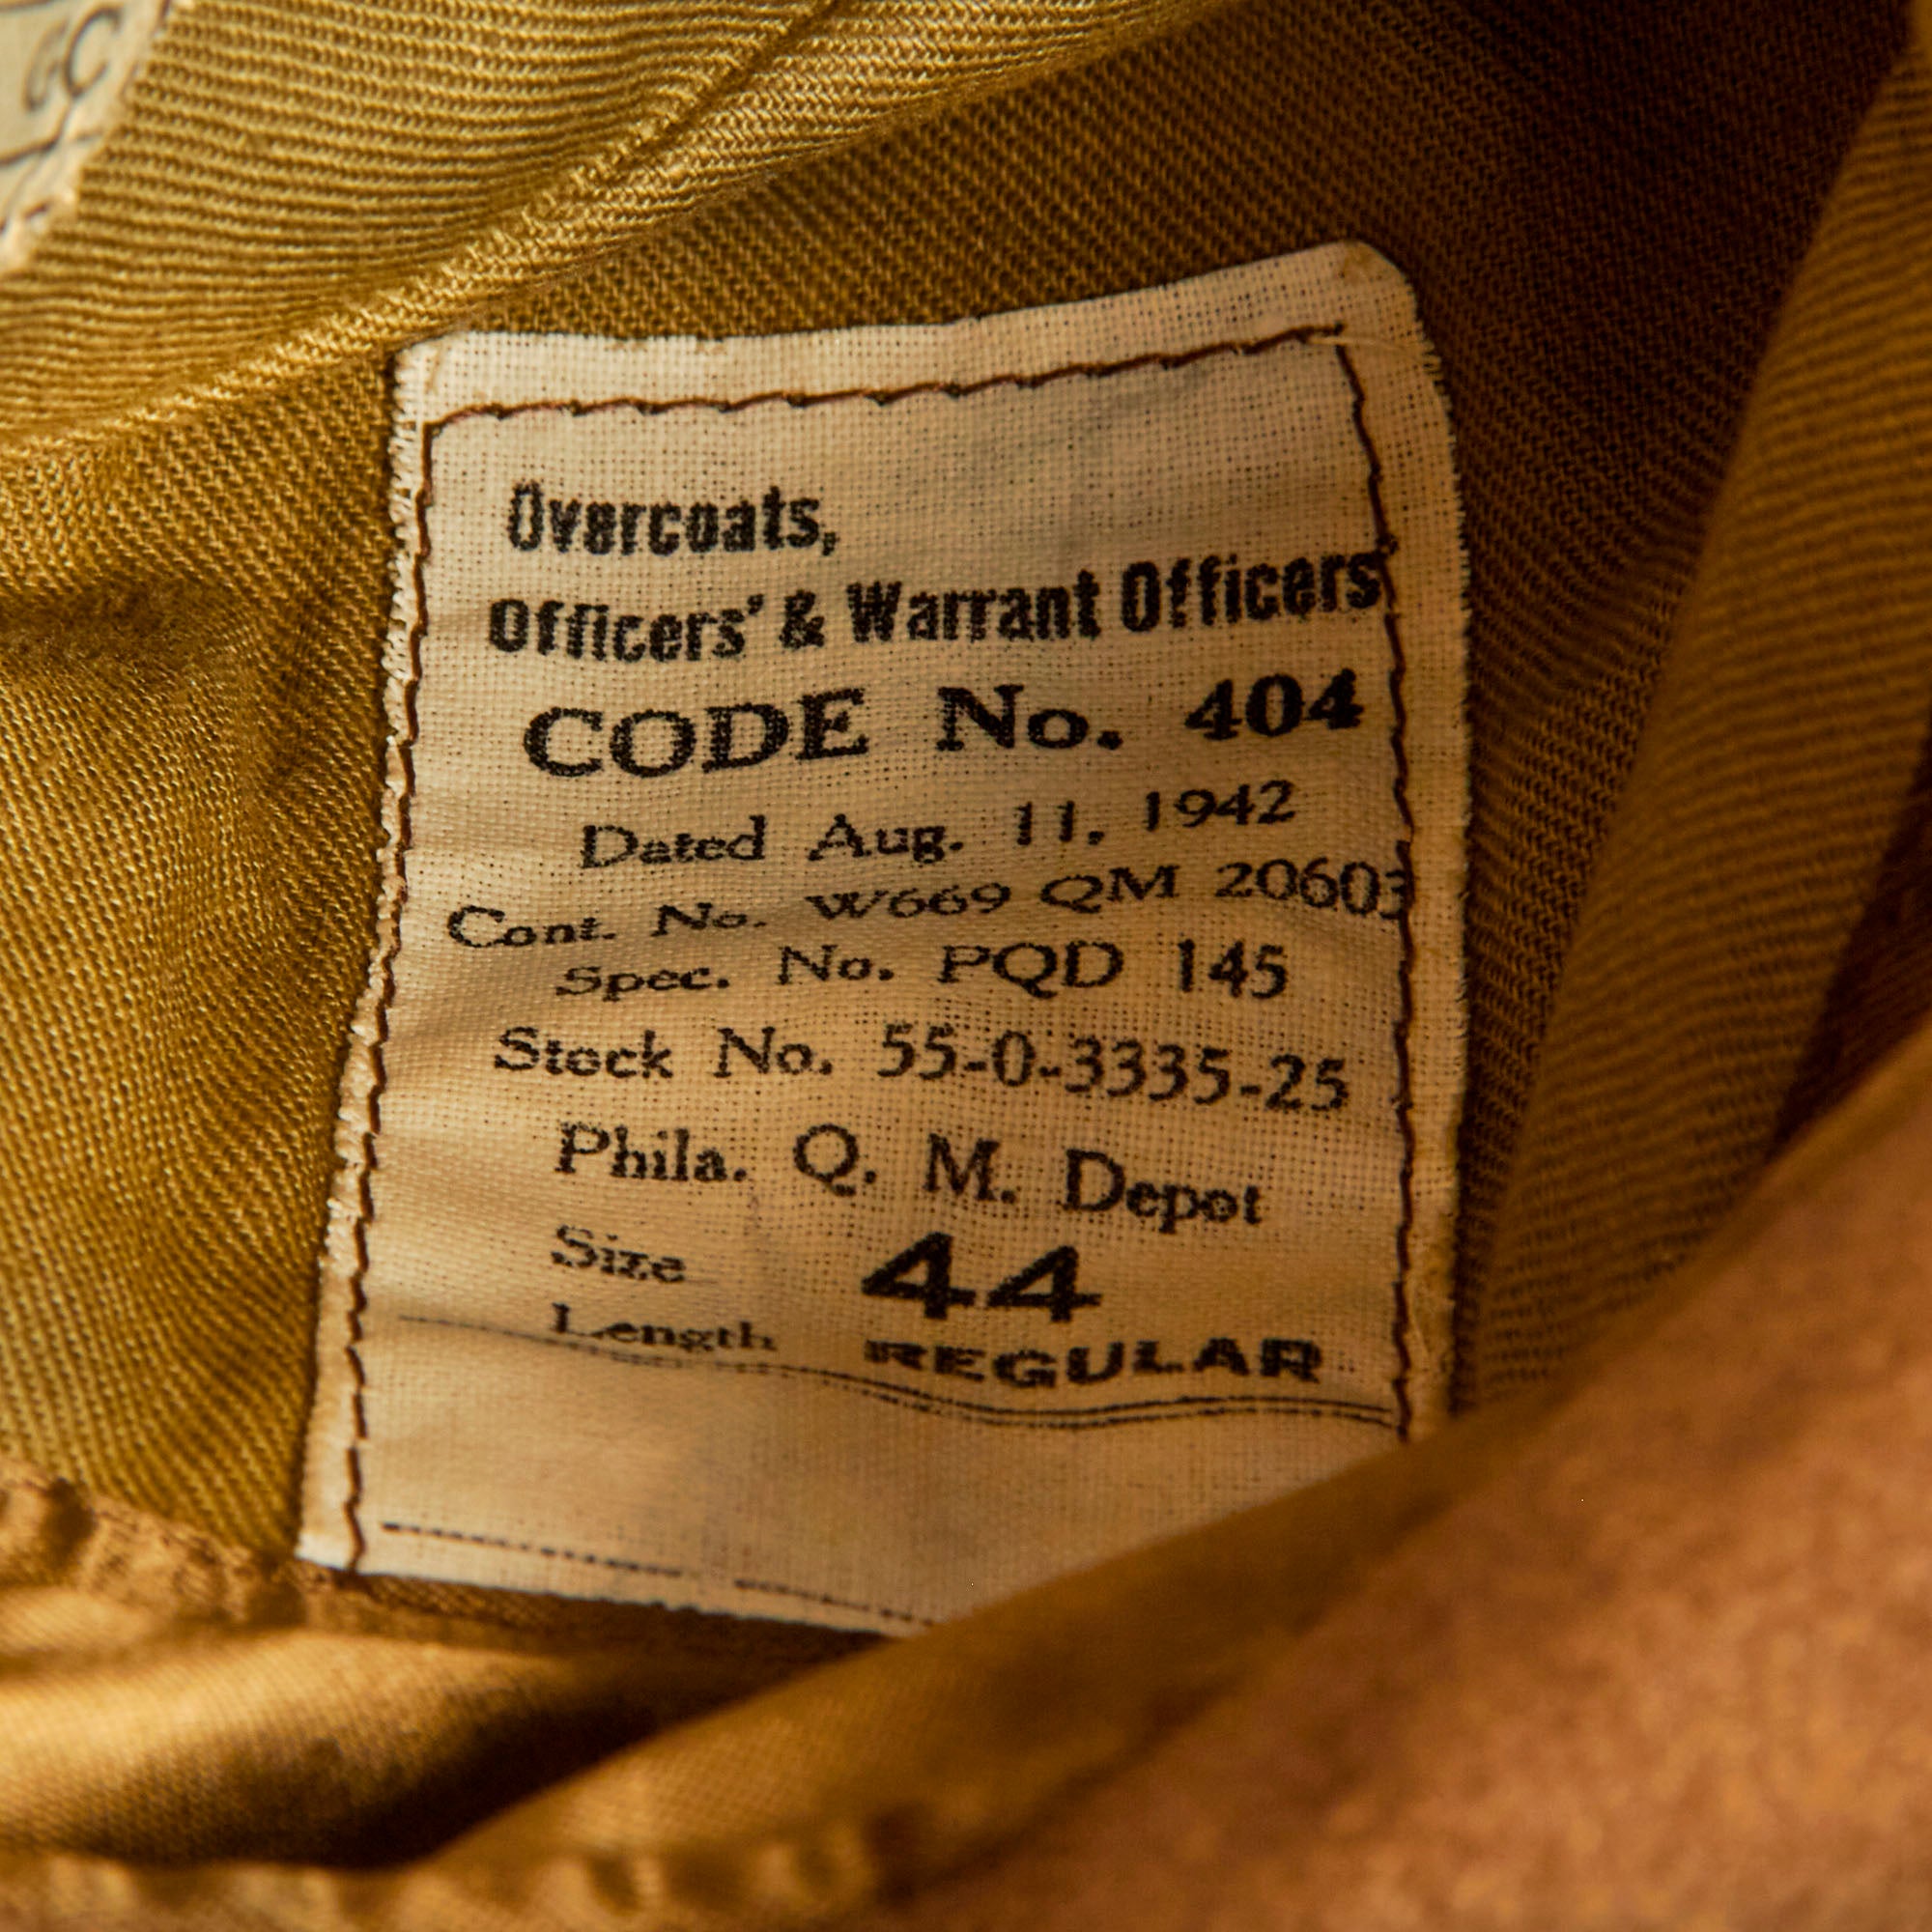 GC
Overcoats,
Officers' & Warrant Officers
CODE No. 404
Dated Aug. 11, 1942
Cont. No. W669 QM 20603
Spec. No. PQD 145
Stock No. 55-0-3335-25
Phila. Q. M. Depot
Size 44
Length REGULAR